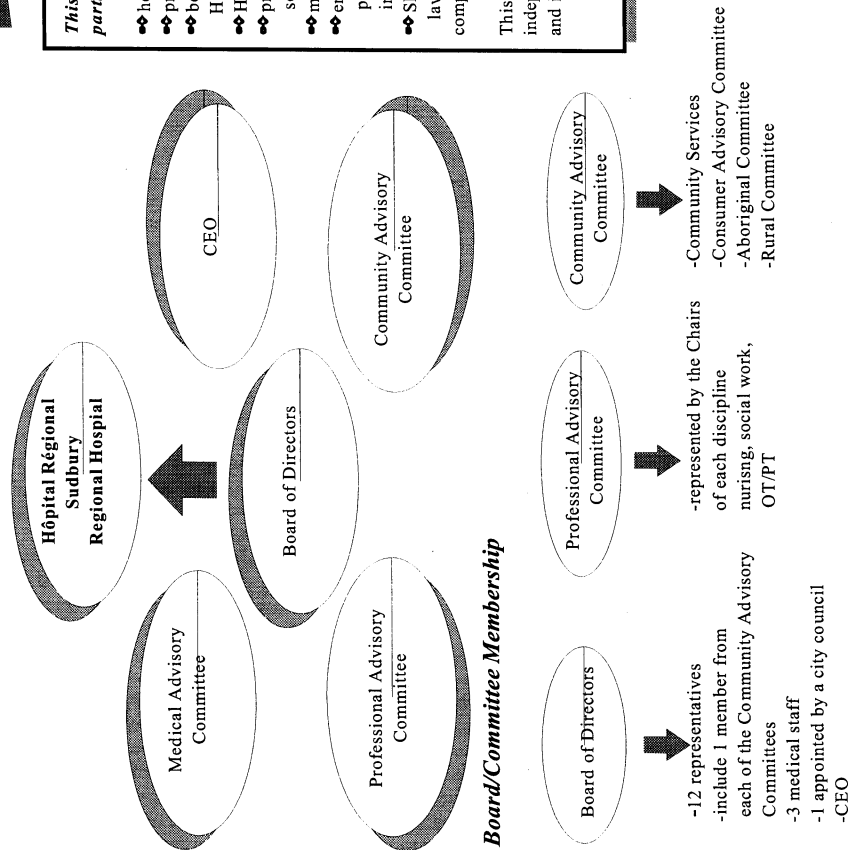 Hôpital Régional
Sudbury
Regional Hospial
Medical Advisory
Committee
CEO
Board of Directors
Professional Advisory
Committee
Community Advisory
Committee
This
part
This
indep
and i
Board/Committee Membership
Board of Directors
-12 representatives
-include 1 member from
each of the Community Advisory
Committees
-3 medical staff
-1 appointed by a city council
-CEO
Professional Advisory
Committee
-represented by the Chairs
of each discipline
nurisng, social work,
OT/PT
Community Advisory
Committee
-Community Services
-Consumer Advisory Committee
-Aboriginal Committee
-Rural Committee